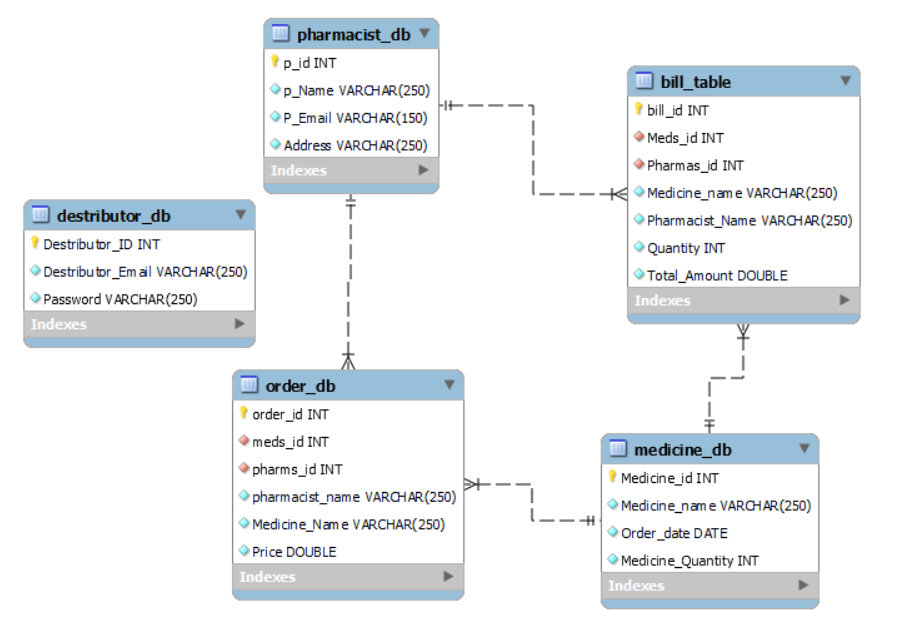 pharmacist_db
p_id INT
p_Name VARCHAR(250)
P_Email VARCHAR(150)
Address VARCHAR(250)
Indexes
bill_table
bill_id INT
Meds_id INT
Pharmas_id INT
Medicine_name VARCHAR(250)
Pharmacist_Name VARCHAR(250)
Quantity INT
Total_Amount DOUBLE
Indexes
destributor_db
Destributor_ID INT
Destributor_Email VARCHAR(250)
Password VARCHAR(250)
Indexes
order_db
order_id INT
meds_id INT
pharms_id INT
pharmacist_name VARCHAR(250)
Medicine_Name VARCHAR(250)
Price DOUBLE
Indexes
medicine_db
Medicine_id INT
Medicine_name VARCHAR(250)
Order_date DATE
Medicine_Quantity INT
Indexes